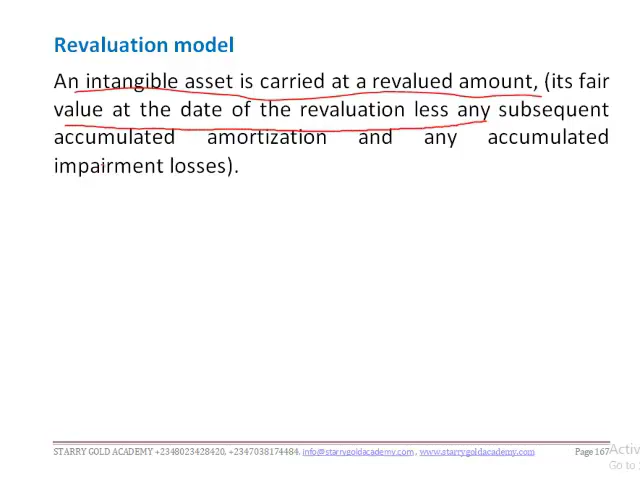 Revaluation model
An intangible asset is carried at a revalued amount, (its fair
value at the date of the revaluation less any subsequent
accumulated amortization and any accumulated
impairment losses).
STARRY GOLD ACADEMY +2348023428420, +2347038174484, info@starrygoldacademy.com , www.starrygoldacademy.com Page 167
Activ
Go to